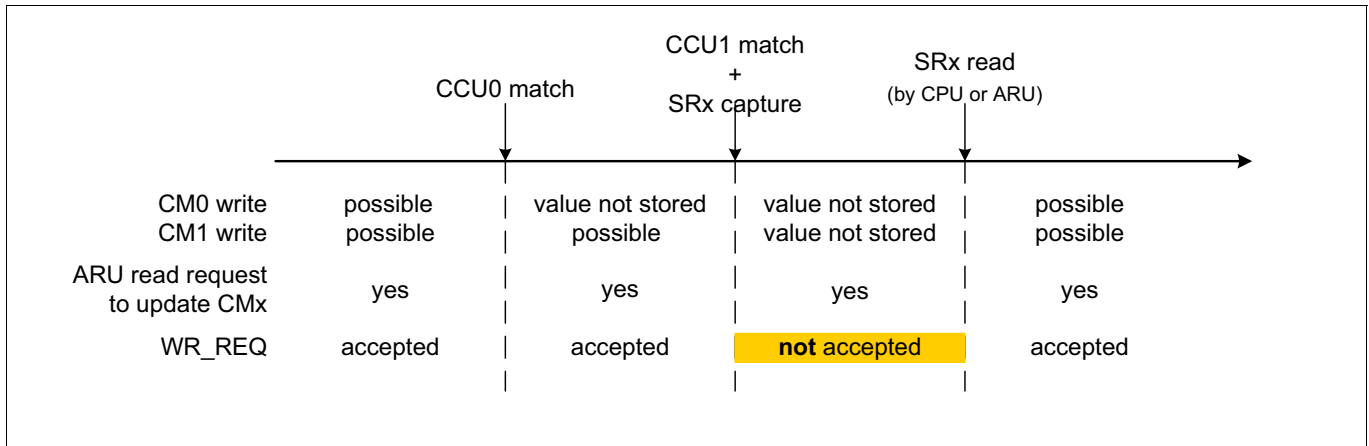 CCU1 match
+
SRx capture
SRx read
(by CPU or ARU)
CCU0 match
CM0 write possible value not stored value not stored possible
CM1 write possible possible value not stored possible
ARU read request
to update CMx yes yes yes yes
WR_REQ accepted accepted not accepted accepted